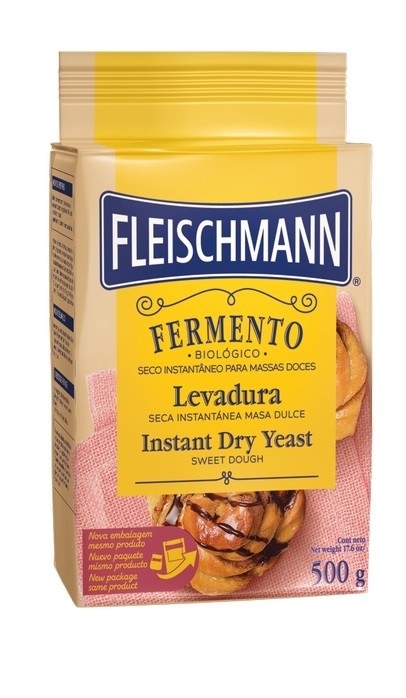 FLEISCHMANN®
FERMENTO
• BIOLÓGICO •
SECO INSTANTÂNEO PARA MASSAS DOCES
Levadura
SECA INSTANTÁNEA MASA DULCE
Instant Dry Yeast
SWEET DOUGH
Nova embalagem
mesmo produto
Nuevo paquete
mismo producto
New package
same product
Cont neto
Net weight 17.6 oz
500 g